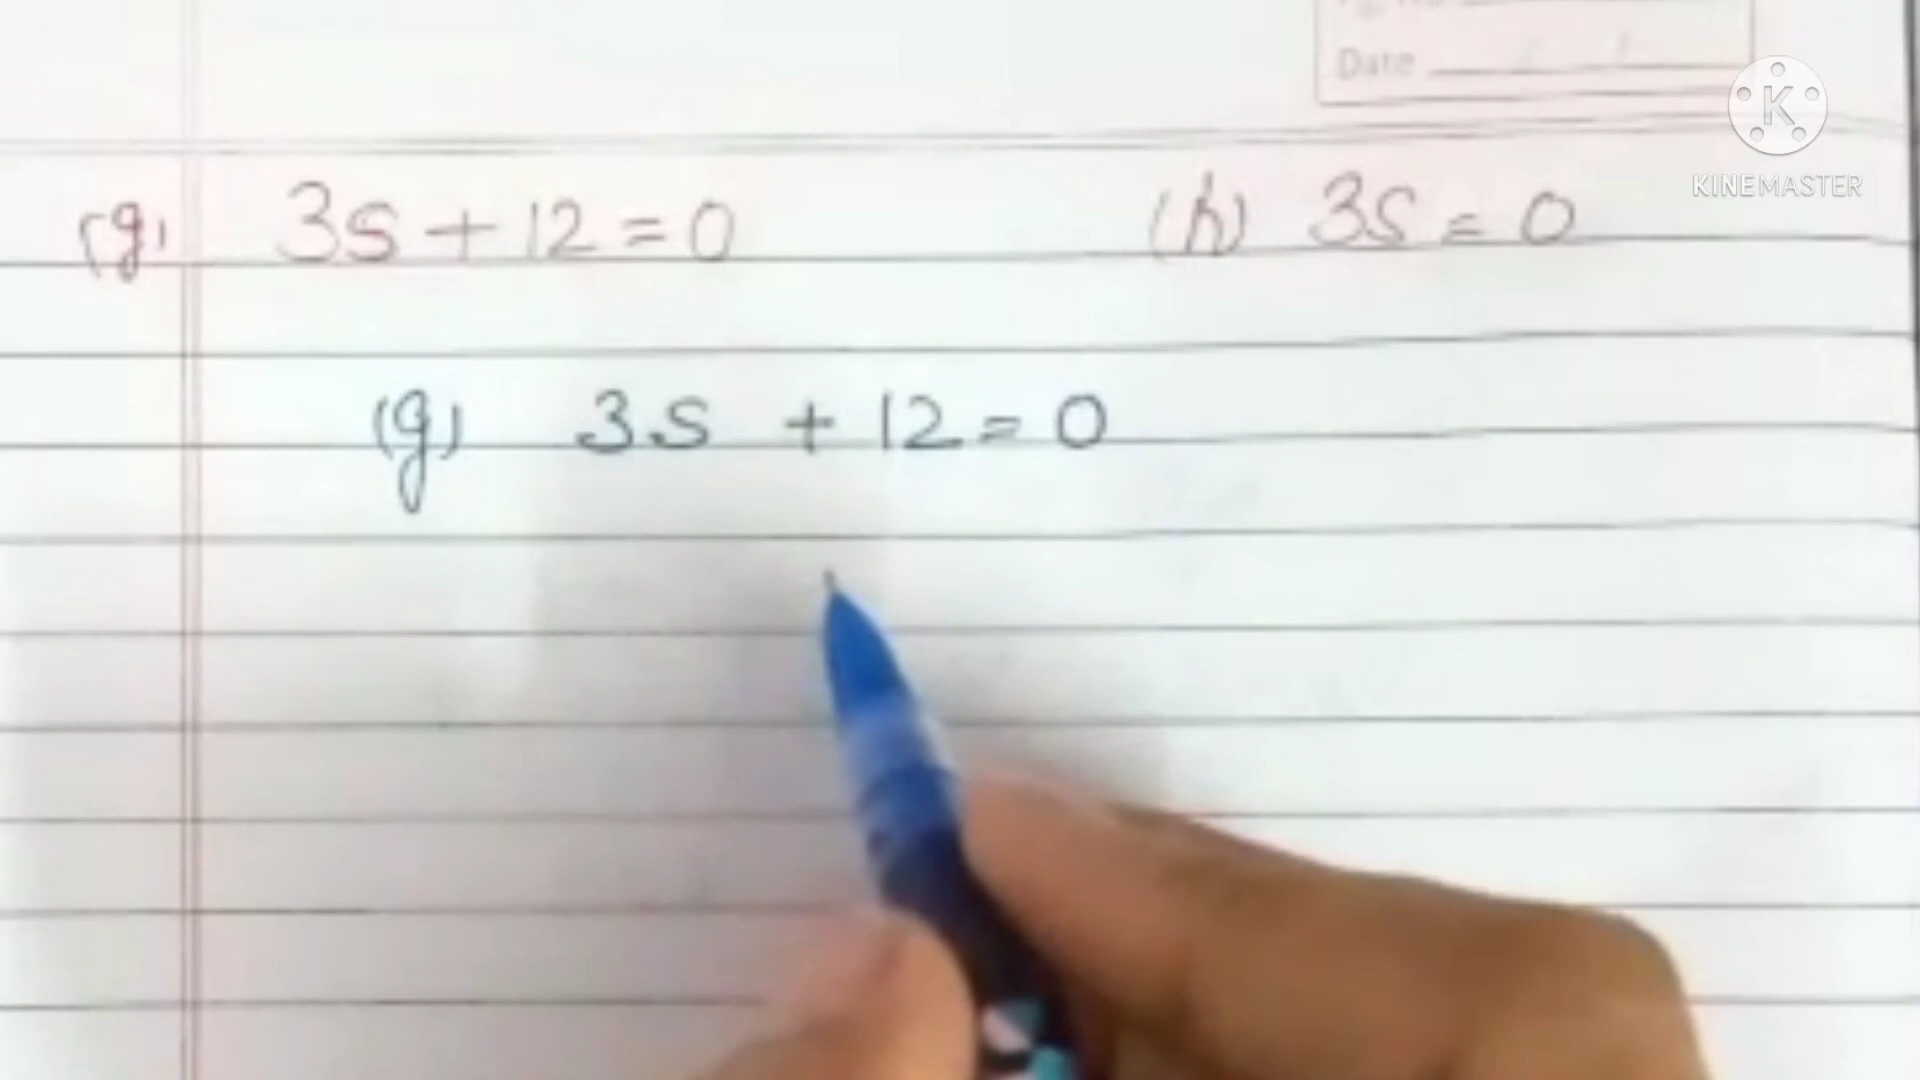 Date
KINEMASTER
(g) 3s + 12 = 0 (h) 3s = 0
(g) 3s + 12 = 0